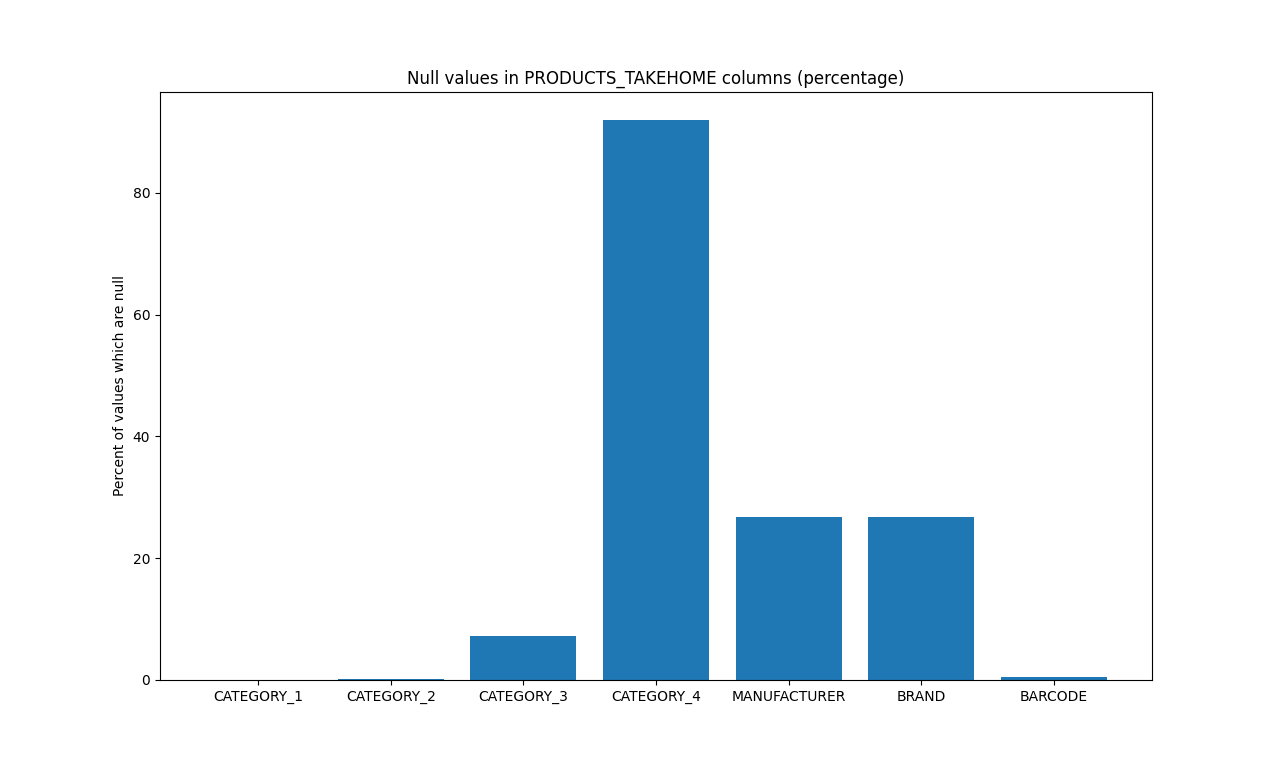 Null values in PRODUCTS_TAKEHOME columns (percentage)
Percent of values which are null
80
60
40
20
0
CATEGORY_1 CATEGORY_2 CATEGORY_3 CATEGORY_4 MANUFACTURER BRAND BARCODE